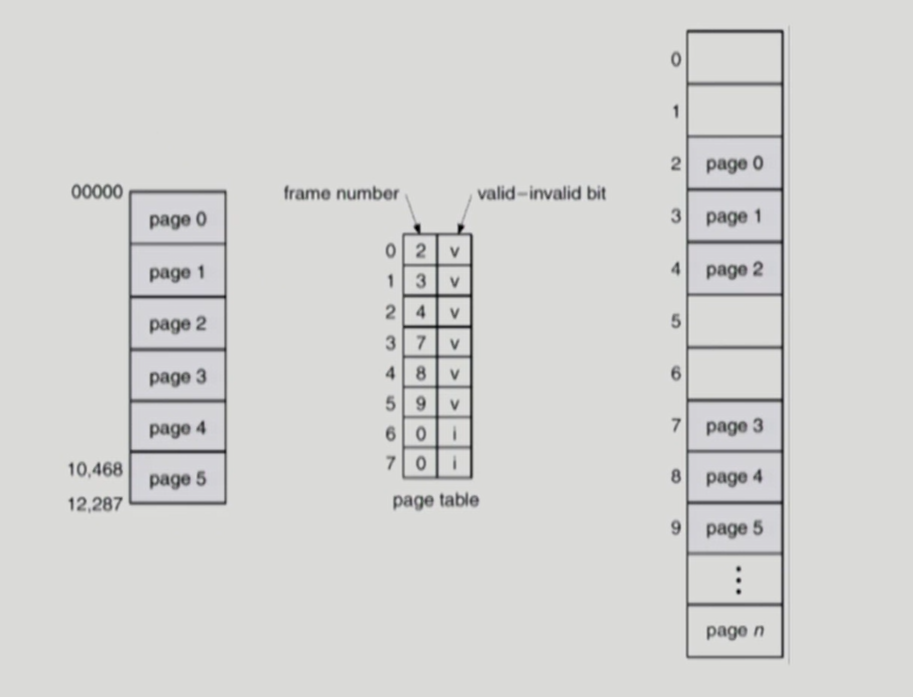 00000
page 0
page 1
page 2
page 3
page 4
10,468
page 5
12,287
frame number
valid–invalid bit
0 2 v
1 3 v
2 4 v
3 7 v
4 8 v
5 9 v
6 0 i
7 0 i
page table
0
1
2 page 0
3 page 1
4 page 2
5
6
7 page 3
8 page 4
9 page 5
⋮
page n